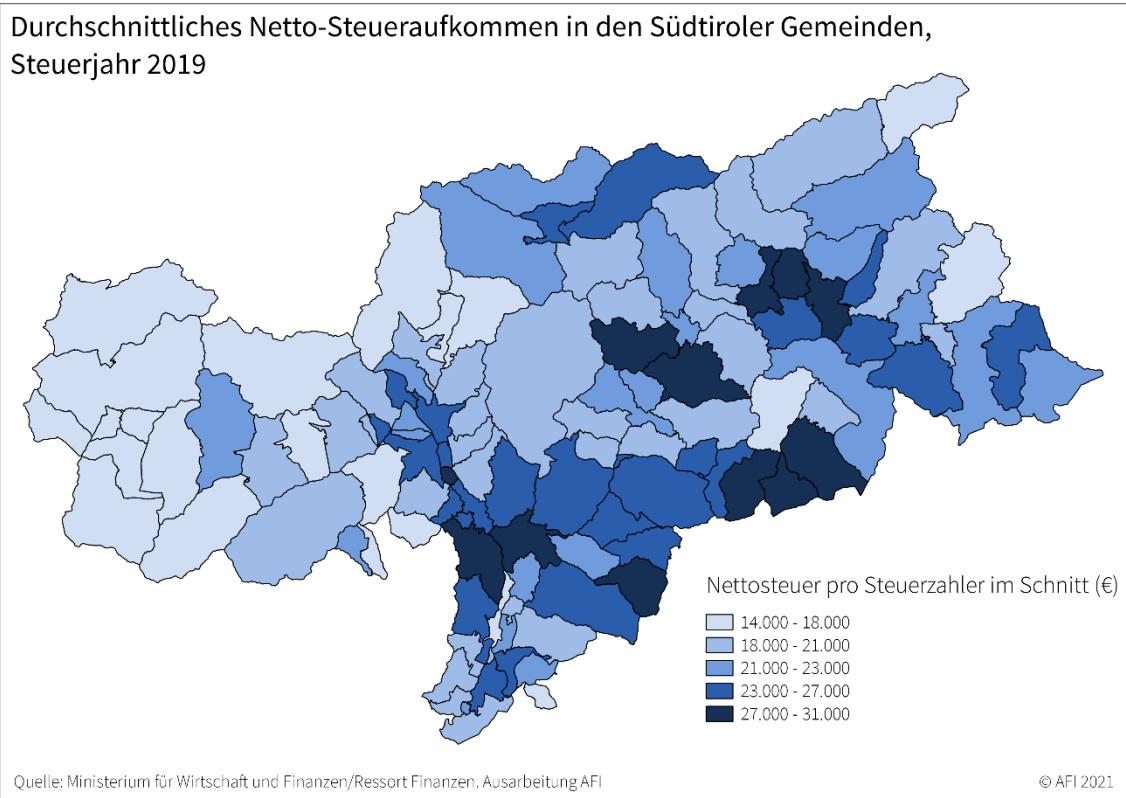 Durchschnittliches Netto-Steueraufkommen in den Südtiroler Gemeinden,
Steuerjahr 2019
Nettosteuer pro Steuerzahler im Schnitt (€)
14.000 - 18.000
18.000 - 21.000
21.000 - 23.000
23.000 - 27.000
27.000 - 31.000
Quelle: Ministerium für Wirtschaft und Finanzen/Ressort Finanzen. Ausarbeitung AFI
© AFI 2021